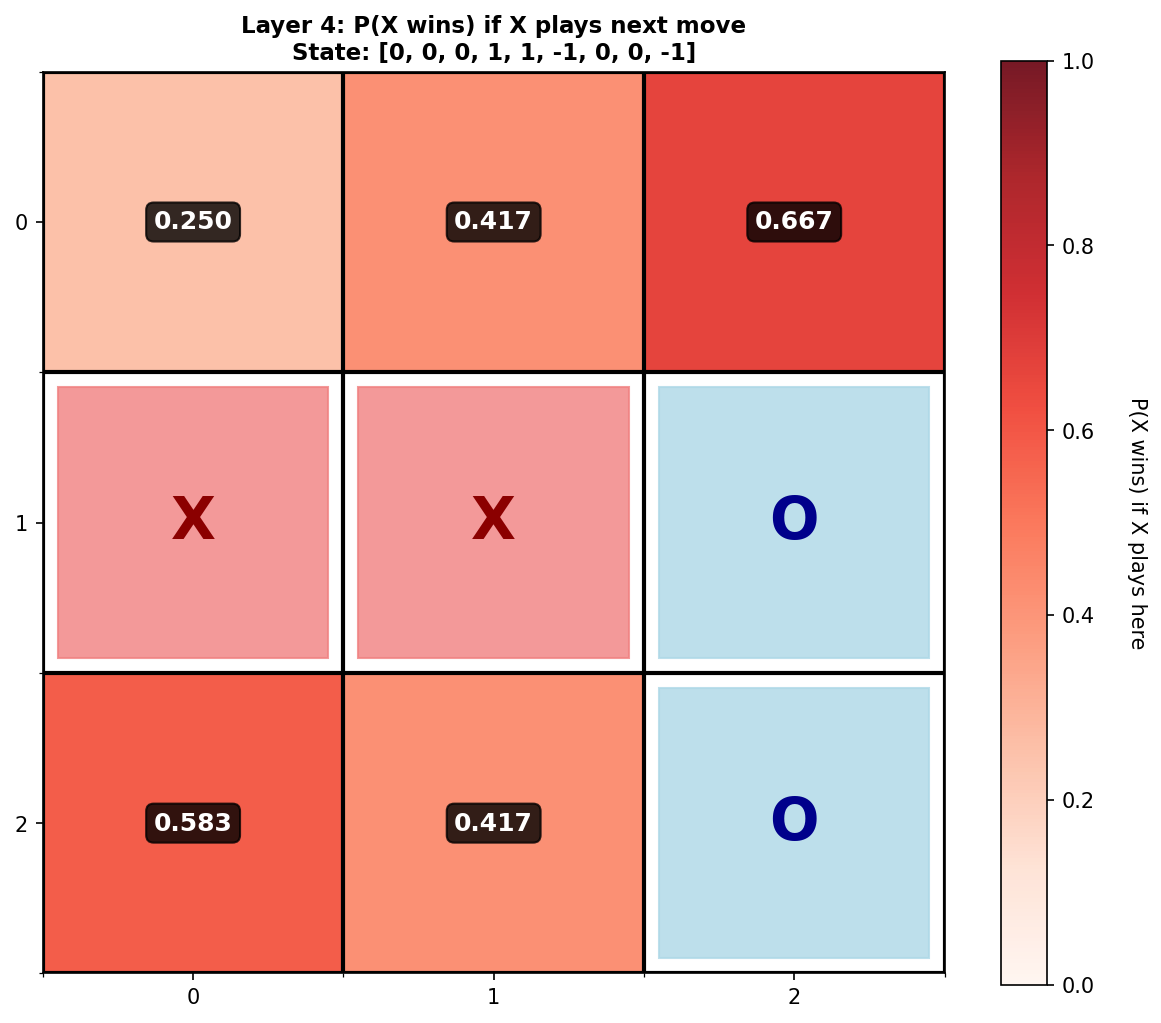 Layer 4: P(X wins) if X plays next move
State: [0, 0, 0, 1, 1, -1, 0, 0, -1]
0
0.250
0.417
0.667
1
X
X
O
2
0.583
0.417
O
0
1
2
1.0
0.8
0.6
0.4
0.2
0.0
P(X wins) if X plays here